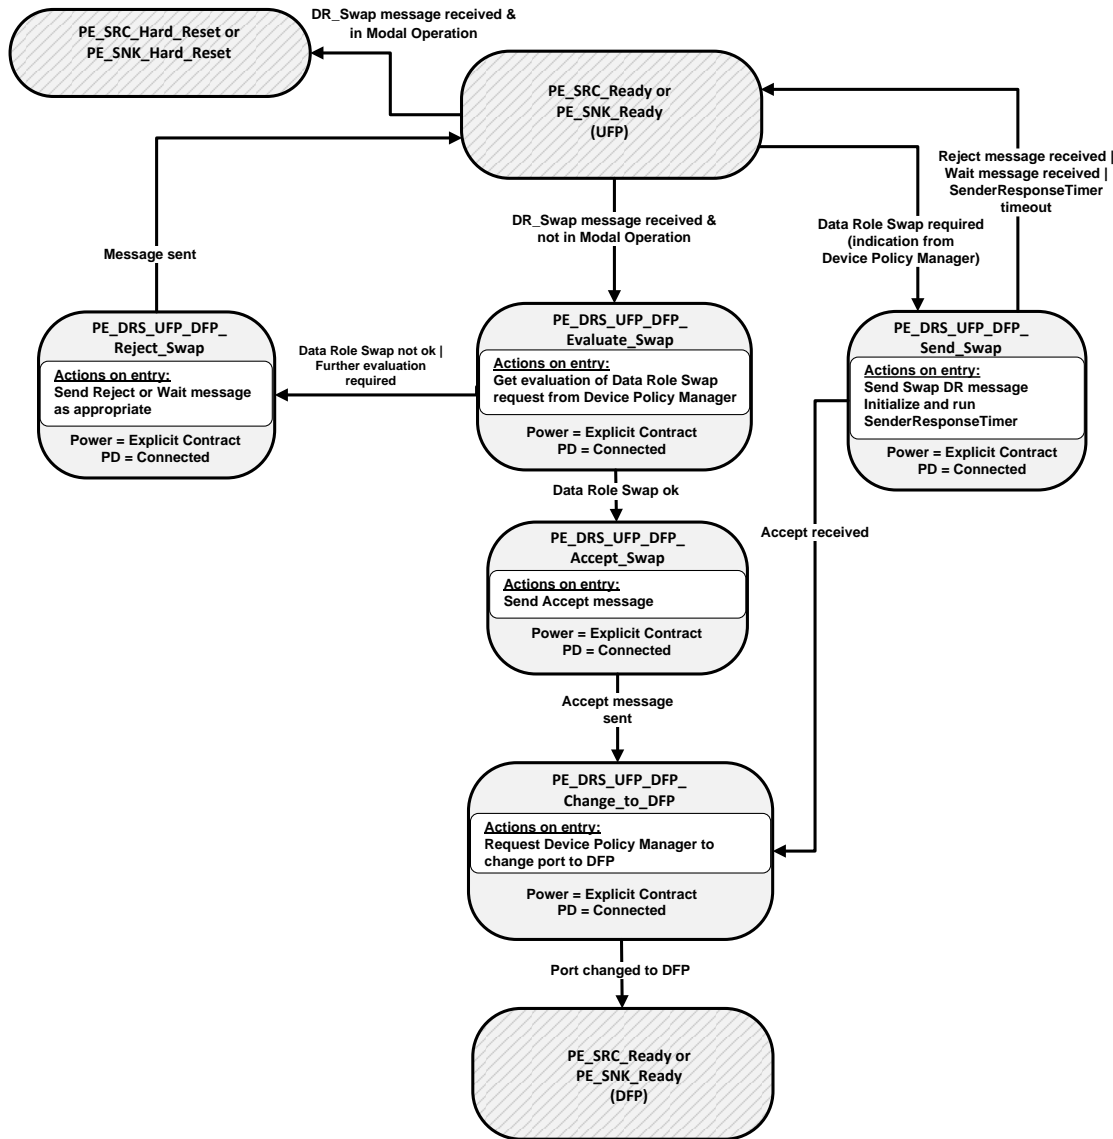 DR_Swap message received &
in Modal Operation
PE_SRC_Hard_Reset or
PE_SNK_Hard_Reset
PE_SRC_Ready or
PE_SNK_Ready
(UFP)
Reject message received |
Wait message received |
SenderResponseTimer
timeout
DR_Swap message received &
not in Modal Operation
Data Role Swap required
(indication from
Device Policy Manager)
Message sent
PE_DRS_UFP_DFP_
Reject_Swap
Actions on entry:
Send Reject or Wait message
as appropriate
Power = Explicit Contract
PD = Connected
Data Role Swap not ok |
Further evaluation
required
PE_DRS_UFP_DFP_
Evaluate_Swap
Actions on entry:
Get evaluation of Data Role Swap
request from Device Policy Manager
Power = Explicit Contract
PD = Connected
PE_DRS_UFP_DFP_
Send_Swap
Actions on entry:
Send Swap DR message
Initialize and run
SenderResponseTimer
Power = Explicit Contract
PD = Connected
Data Role Swap ok
Accept received
PE_DRS_UFP_DFP_
Accept_Swap
Actions on entry:
Send Accept message
Power = Explicit Contract
PD = Connected
Accept message
sent
PE_DRS_UFP_DFP_
Change_to_DFP
Actions on entry:
Request Device Policy Manager to
change port to DFP
Power = Explicit Contract
PD = Connected
Port changed to DFP
PE_SRC_Ready or
PE_SNK_Ready
(DFP)